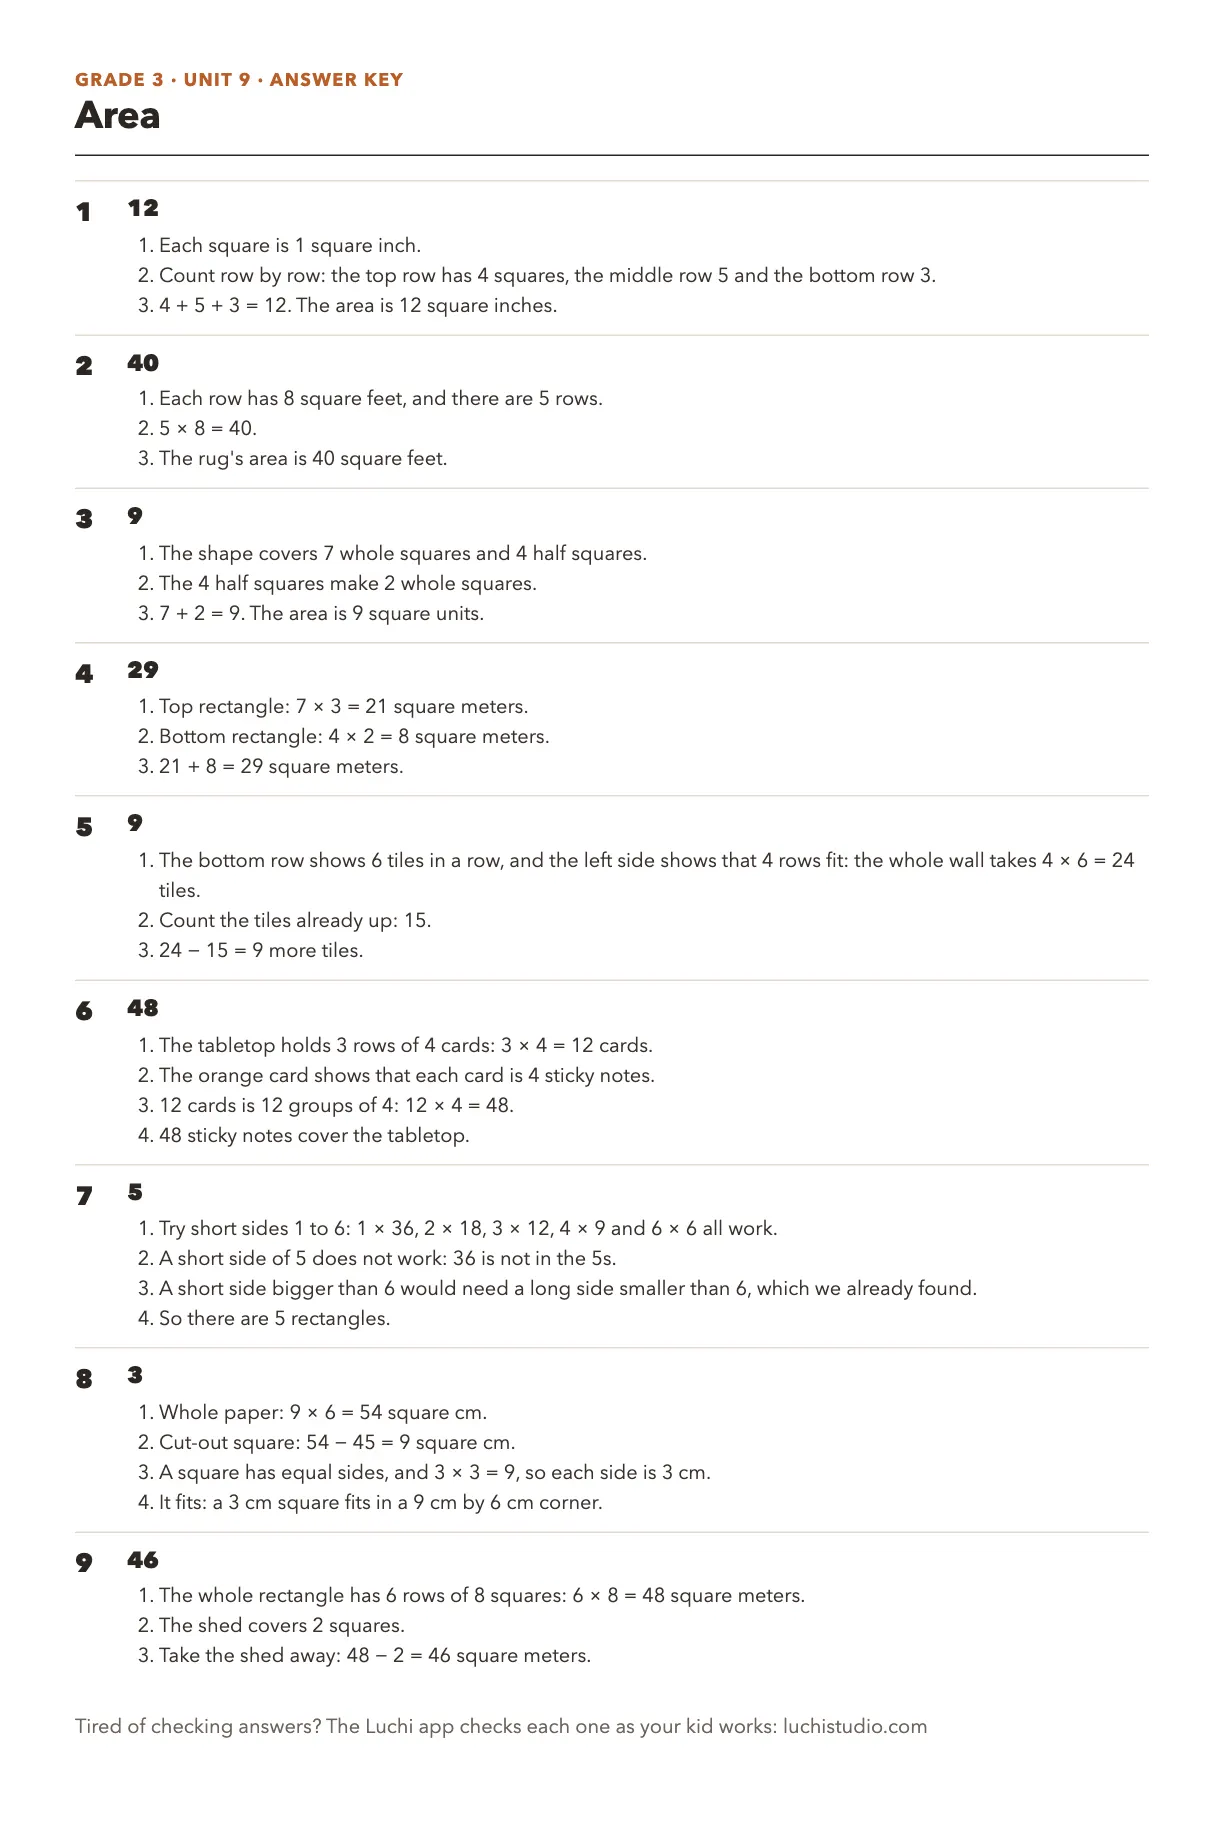 GRADE 3 · UNIT 9 · ANSWER KEY
Area
1 12
1. Each square is 1 square inch.
2. Count row by row: the top row has 4 squares, the middle row 5 and the bottom row 3.
3. 4 + 5 + 3 = 12. The area is 12 square inches.
2 40
1. Each row has 8 square feet, and there are 5 rows.
2. 5 × 8 = 40.
3. The rug's area is 40 square feet.
3 9
1. The shape covers 7 whole squares and 4 half squares.
2. The 4 half squares make 2 whole squares.
3. 7 + 2 = 9. The area is 9 square units.
4 29
1. Top rectangle: 7 × 3 = 21 square meters.
2. Bottom rectangle: 4 × 2 = 8 square meters.
3. 21 + 8 = 29 square meters.
5 9
1. The bottom row shows 6 tiles in a row, and the left side shows that 4 rows fit: the whole wall takes 4 × 6 = 24
tiles.
2. Count the tiles already up: 15.
3. 24 − 15 = 9 more tiles.
6 48
1. The tabletop holds 3 rows of 4 cards: 3 × 4 = 12 cards.
2. The orange card shows that each card is 4 sticky notes.
3. 12 cards is 12 groups of 4: 12 × 4 = 48.
4. 48 sticky notes cover the tabletop.
7 5
1. Try short sides 1 to 6: 1 × 36, 2 × 18, 3 × 12, 4 × 9 and 6 × 6 all work.
2. A short side of 5 does not work: 36 is not in the 5s.
3. A short side bigger than 6 would need a long side smaller than 6, which we already found.
4. So there are 5 rectangles.
8 3
1. Whole paper: 9 × 6 = 54 square cm.
2. Cut-out square: 54 − 45 = 9 square cm.
3. A square has equal sides, and 3 × 3 = 9, so each side is 3 cm.
4. It fits: a 3 cm square fits in a 9 cm by 6 cm corner.
9 46
1. The whole rectangle has 6 rows of 8 squares: 6 × 8 = 48 square meters.
2. The shed covers 2 squares.
3. Take the shed away: 48 − 2 = 46 square meters.
Tired of checking answers? The Luchi app checks each one as your kid works: luchistudio.com